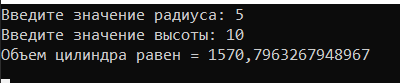 Введите значение радиуса: 5
Введите значение высоты: 10
Объем цилиндра равен = 1570,7963267948967